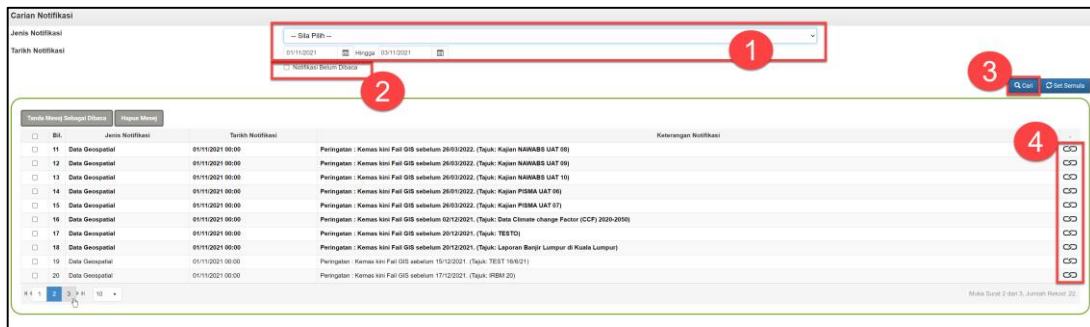 Carian Notifikasi
Jenis Notifikasi
-- Sila Pilih --
1
Tarikh Notifikasi
01/11/2021 Hingga 03/11/2021
Notifikasi Belum Dibaca
2
3
Cari Set Semula
Tanda Mesej Sebagai Dibaca Hapus Mesej
Bil. Jenis Notifikasi Tarikh Notifikasi Keterangan Notifikasi
4
11 Data Geospatial 01/11/2021 00:00 Peringatan : Kemas kini Fail GIS sebelum 26/03/2022. (Tajuk: Kajian NAWABS UAT 08)
12 Data Geospatial 01/11/2021 00:00 Peringatan : Kemas kini Fail GIS sebelum 26/03/2022. (Tajuk: Kajian NAWABS UAT 09)
13 Data Geospatial 01/11/2021 00:00 Peringatan : Kemas kini Fail GIS sebelum 26/03/2022. (Tajuk: Kajian NAWABS UAT 10)
14 Data Geospatial 01/11/2021 00:00 Peringatan : Kemas kini Fail GIS sebelum 26/01/2022. (Tajuk: Kajian PISMA UAT 06)
15 Data Geospatial 01/11/2021 00:00 Peringatan : Kemas kini Fail GIS sebelum 26/03/2022. (Tajuk: Kajian PISMA UAT 07)
16 Data Geospatial 01/11/2021 00:00 Peringatan : Kemas kini Fail GIS sebelum 02/12/2021. (Tajuk: Data Climate change Factor (CCF) 2020-2050)
17 Data Geospatial 01/11/2021 00:00 Peringatan : Kemas kini Fail GIS sebelum 20/12/2021. (Tajuk: TESTO)
18 Data Geospatial 01/11/2021 00:00 Peringatan : Kemas kini Fail GIS sebelum 20/12/2021. (Tajuk: Laporan Banjir Lumpur di Kuala Lumpur)
19 Data Geospatial 01/11/2021 00:00 Peringatan : Kemas kini Fail GIS sebelum 15/12/2021. (Tajuk: TEST 16/6/21)
20 Data Geospatial 01/11/2021 00:00 Peringatan : Kemas kini Fail GIS sebelum 17/12/2021. (Tajuk: IRBM 20)
1 2 3 10 Muka Surat 2 dari 3, Jumlah Rekod: 22